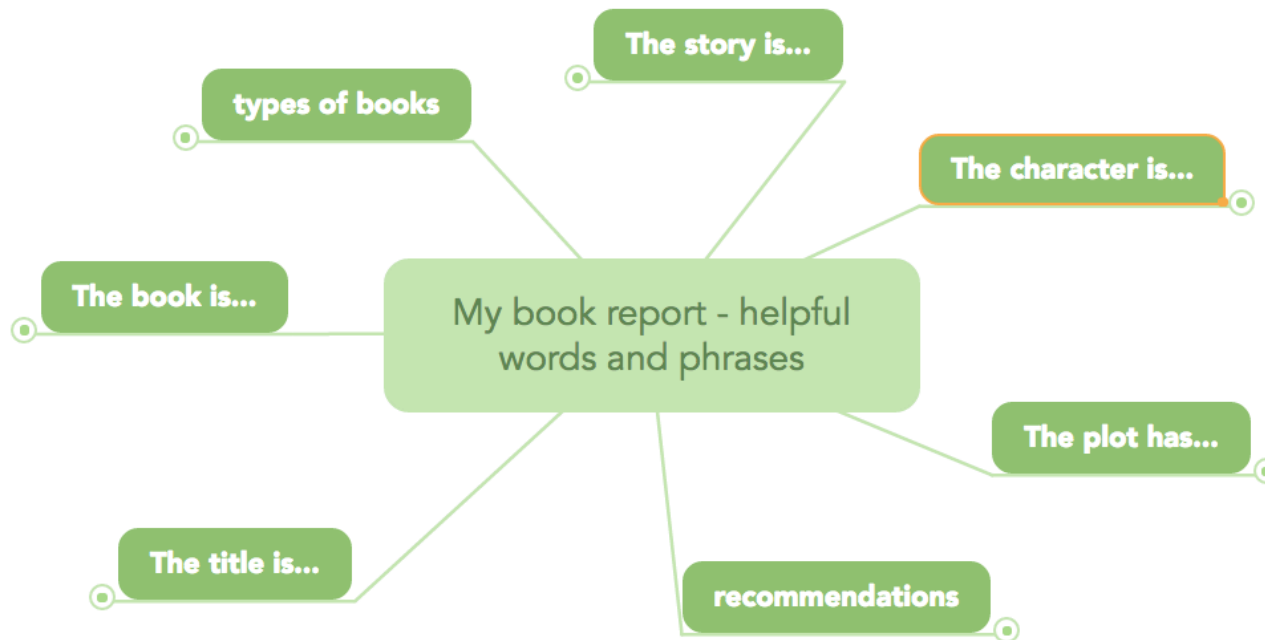 The story is...
types of books
The character is...
The book is...
My book report - helpful
words and phrases
The plot has...
The title is...
recommendations